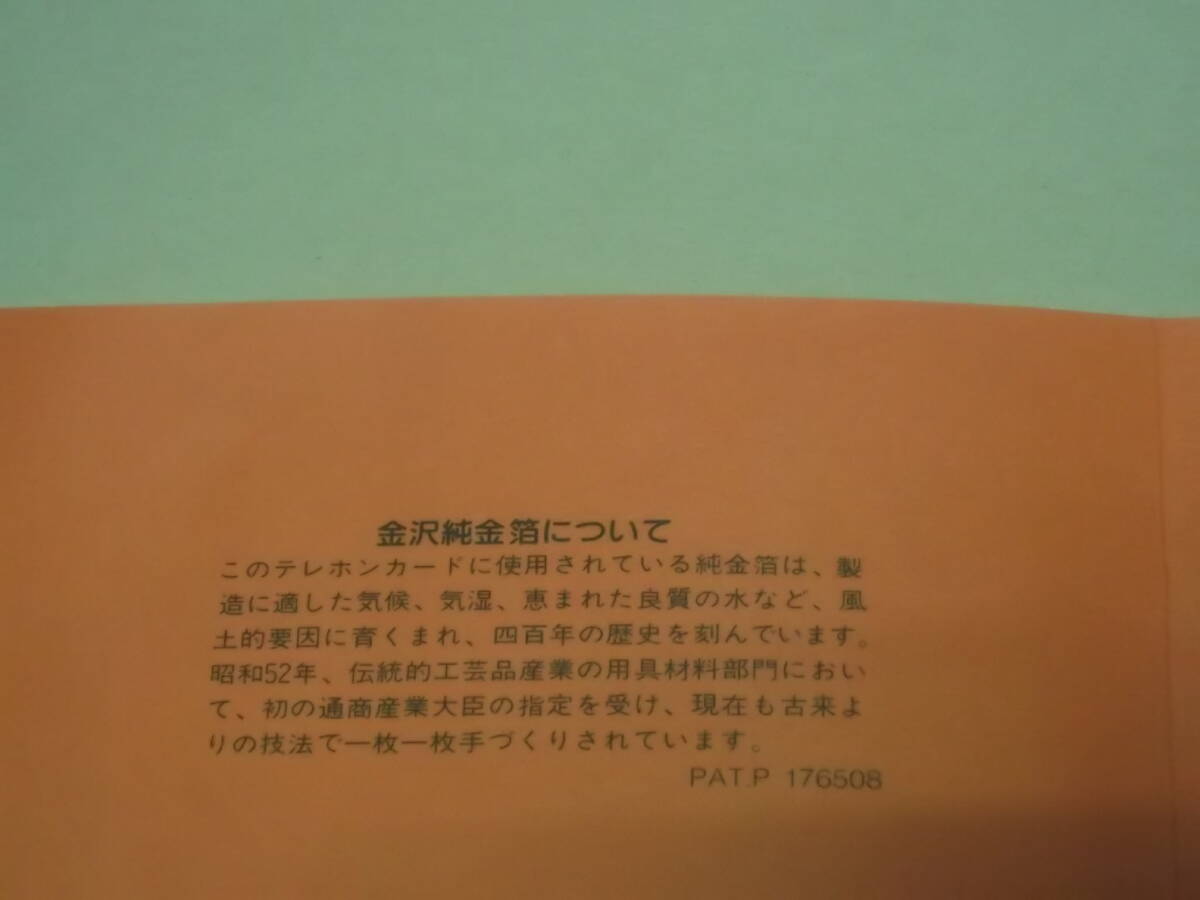 金沢純金箔について
このテレホンカードに使用されている純金箔は、製
造に適した気候、気湿、恵まれた良質の水など、風
土的要因に育くまれ、四百年の歴史を刻んでいます。
昭和52年、伝統的工芸品産業の用具材料部門におい
て、初の通商産業大臣の指定を受け、現在も古来よ
りの技法で一枚一枚手づくりされています。
PAT.P 176508